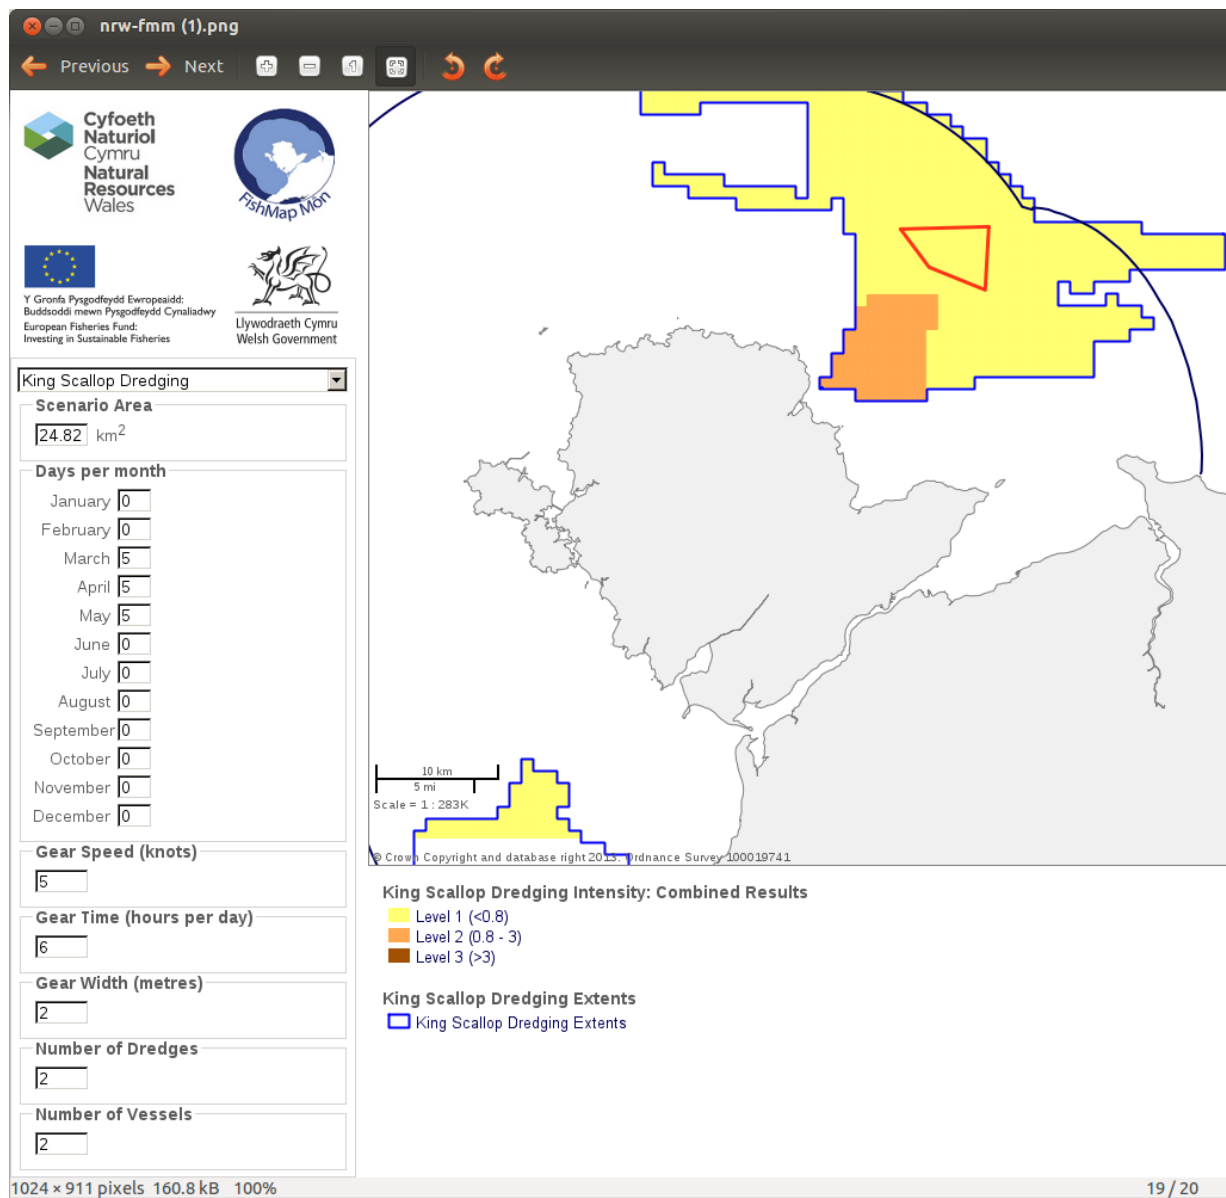 nrw-fmm (1).png
Previous
Next
Cyfoeth
Naturiol
Cymru
Natural
Resources
Wales
FishMap Môn
Y Gronfa Pysgodfeydd Ewropeaidd:
Buddsoddi mewn Pysgodfeydd Cynaliadwy
European Fisheries Fund:
Investing in Sustainable Fisheries
Llywodraeth Cymru
Welsh Government
King Scallop Dredging
Scenario Area
24.82 km2
Days per month
January 0
February 0
March 5
April 5
May 5
June 0
July 0
August 0
September 0
October 0
November 0
December 0
Gear Speed (knots)
5
Gear Time (hours per day)
6
Gear Width (metres)
2
Number of Dredges
2
Number of Vessels
2
10 km
5 mi
Scale = 1 : 283K
© Crown Copyright and database right 2013. Ordnance Survey 100019741
King Scallop Dredging Intensity: Combined Results
Level 1 (<0.8)
Level 2 (0.8 - 3)
Level 3 (>3)
King Scallop Dredging Extents
King Scallop Dredging Extents
1024 × 911 pixels 160.8 kB 100%
19 / 20